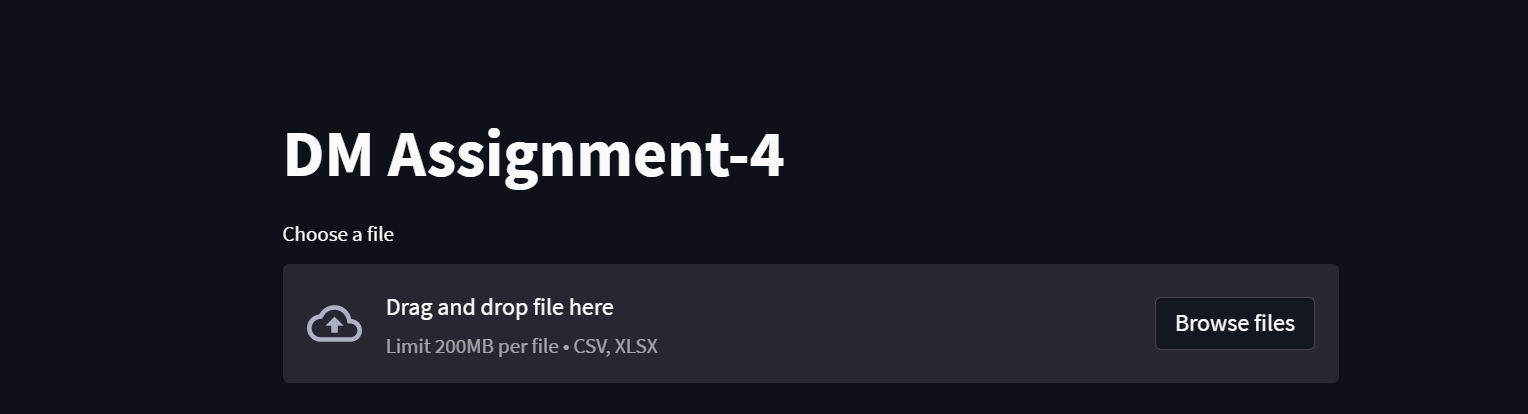 DM Assignment-4
Choose a file
Drag and drop file here
Limit 200MB per file • CSV, XLSX
Browse files